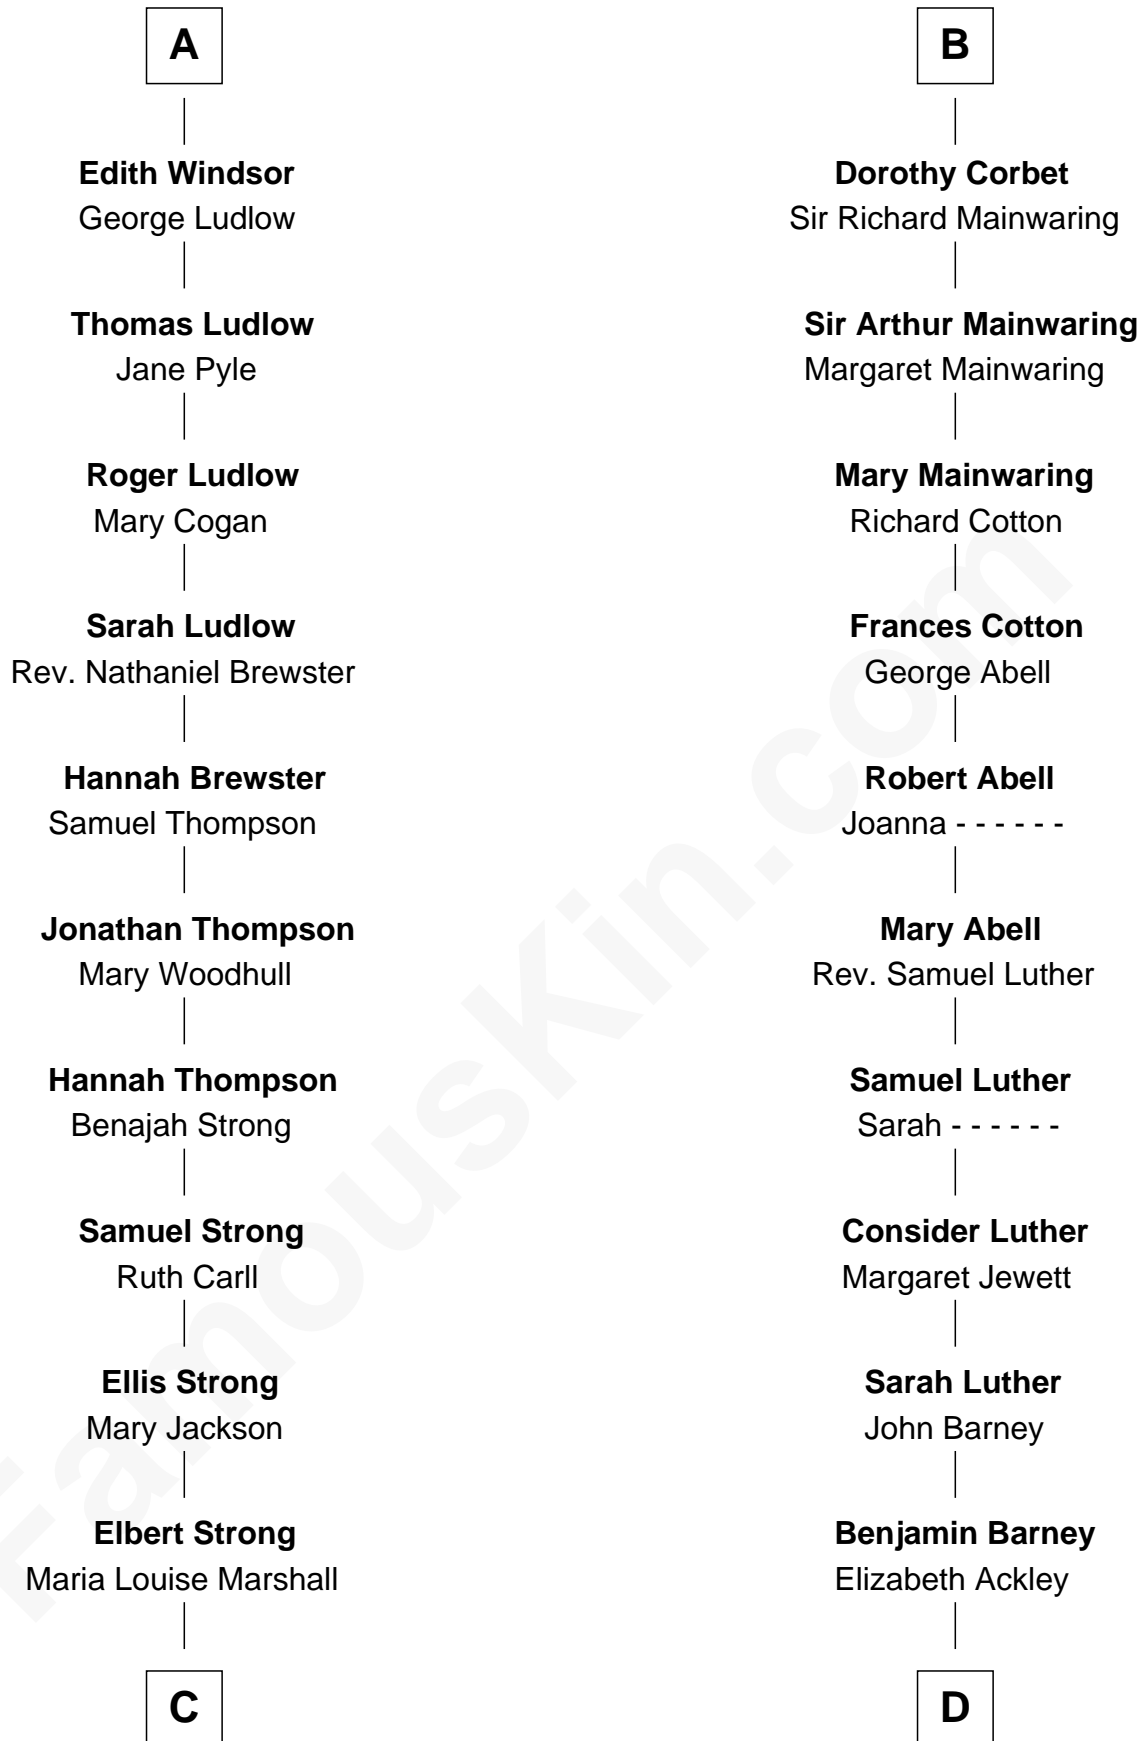 A
Edith Windsor
George Ludlow
Thomas Ludlow
Jane Pyle
Roger Ludlow
Mary Cogan
Sarah Ludlow
Rev. Nathaniel Brewster
Hannah Brewster
Samuel Thompson
Jonathan Thompson
Mary Woodhull
Hannah Thompson
Benajah Strong
Samuel Strong
Ruth Carll
Ellis Strong
Mary Jackson
Elbert Strong
Maria Louise Marshall
C
B
Dorothy Corbet
Sir Richard Mainwaring
Sir Arthur Mainwaring
Margaret Mainwaring
Mary Mainwaring
Richard Cotton
Frances Cotton
George Abell
Robert Abell
Joanna - - - - - -
Mary Abell
Rev. Samuel Luther
Samuel Luther
Sarah - - - - - -
Consider Luther
Margaret Jewett
Sarah Luther
John Barney
Benjamin Barney
Elizabeth Ackley
D
FamousKin.com